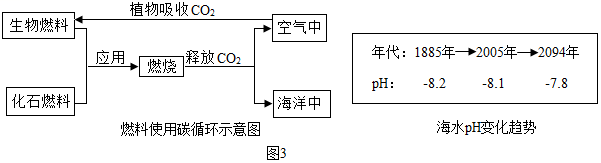 植物吸收CO2
生物燃料
空气中
应用
燃烧
释放CO2
化石燃料
海洋中
燃料使用碳循环示意图
年代：1885年 2005年 2094年
pH： -8.2 -8.1 -7.8
海水pH变化趋势
图3